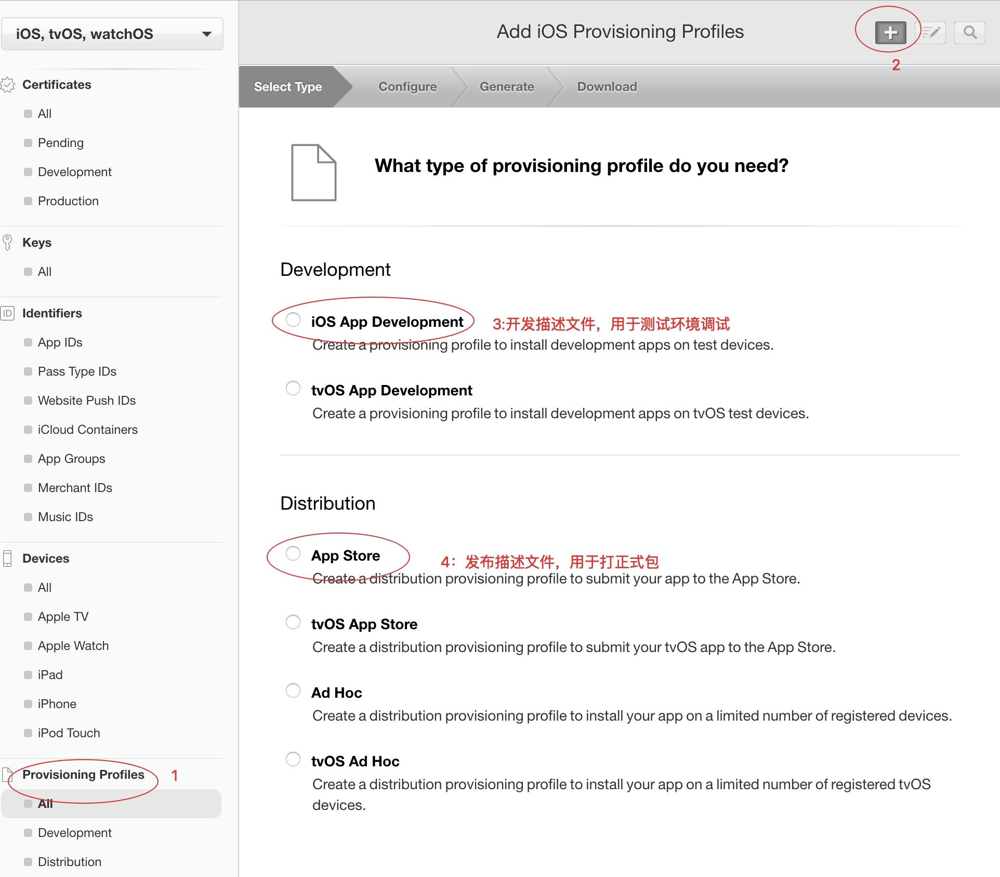 iOS, tvOS, watchOS
Certificates
All
Pending
Development
Production
Keys
All
ID Identifiers
App IDs
Pass Type IDs
Website Push IDs
iCloud Containers
App Groups
Merchant IDs
Music IDs
Devices
All
Apple TV
Apple Watch
iPad
iPhone
iPod Touch
Provisioning Profiles 1
All
Development
Distribution
Add iOS Provisioning Profiles
2
Select Type Configure Generate Download
What type of provisioning profile do you need?
Development
iOS App Development 3:开发描述文件，用于测试环境调试
Create a provisioning profile to install development apps on test devices.
tvOS App Development
Create a provisioning profile to install development apps on tvOS test devices.
Distribution
App Store 4：发布描述文件，用于打正式包
Create a distribution provisioning profile to submit your app to the App Store.
tvOS App Store
Create a distribution provisioning profile to submit your tvOS app to the App Store.
Ad Hoc
Create a distribution provisioning profile to install your app on a limited number of registered devices.
tvOS Ad Hoc
Create a distribution provisioning profile to install your app on a limited number of registered tvOS
devices.